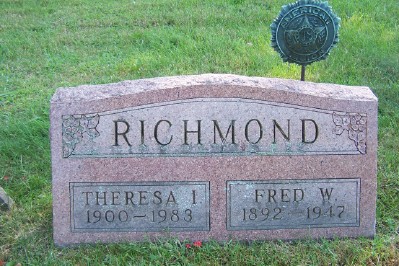 RICHMOND
THERESA I.
1900 — 1983
FRED W.
1892 — 1947